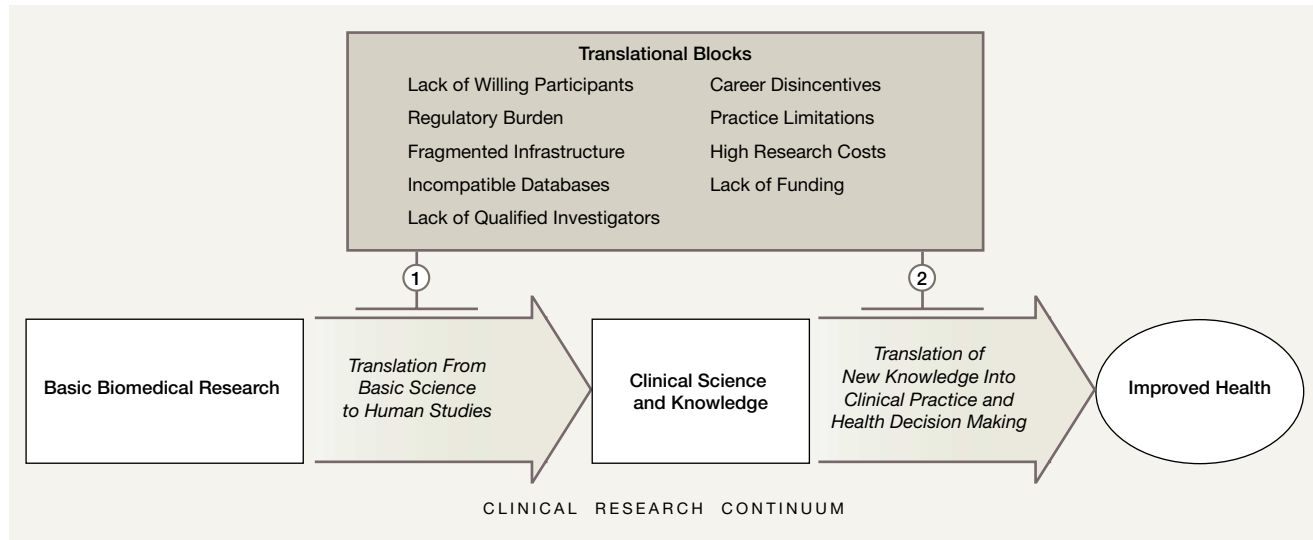 Translational Blocks
Lack of Willing Participants
Regulatory Burden
Fragmented Infrastructure
Incompatible Databases
Lack of Qualified Investigators
Career Disincentives
Practice Limitations
High Research Costs
Lack of Funding
1
2
Basic Biomedical Research
Translation From
Basic Science
to Human Studies
Clinical Science
and Knowledge
Translation of
New Knowledge Into
Clinical Practice and
Health Decision Making
Improved Health
CLINICAL RESEARCH CONTINUUM